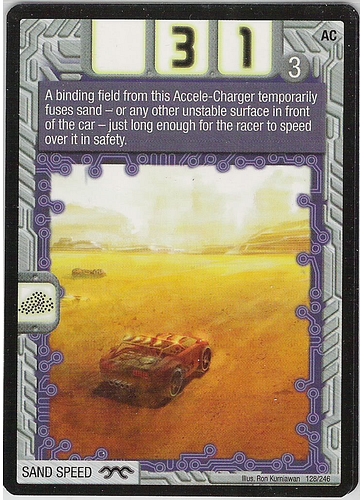 3 1
AC
3
A binding field from this Accele-Charger temporarily
fuses sand – or any other unstable surface in front
of the car – just long enough for the racer to speed
over it in safety.
SAND SPEED
Illus. Ron Kurniawan 128/246